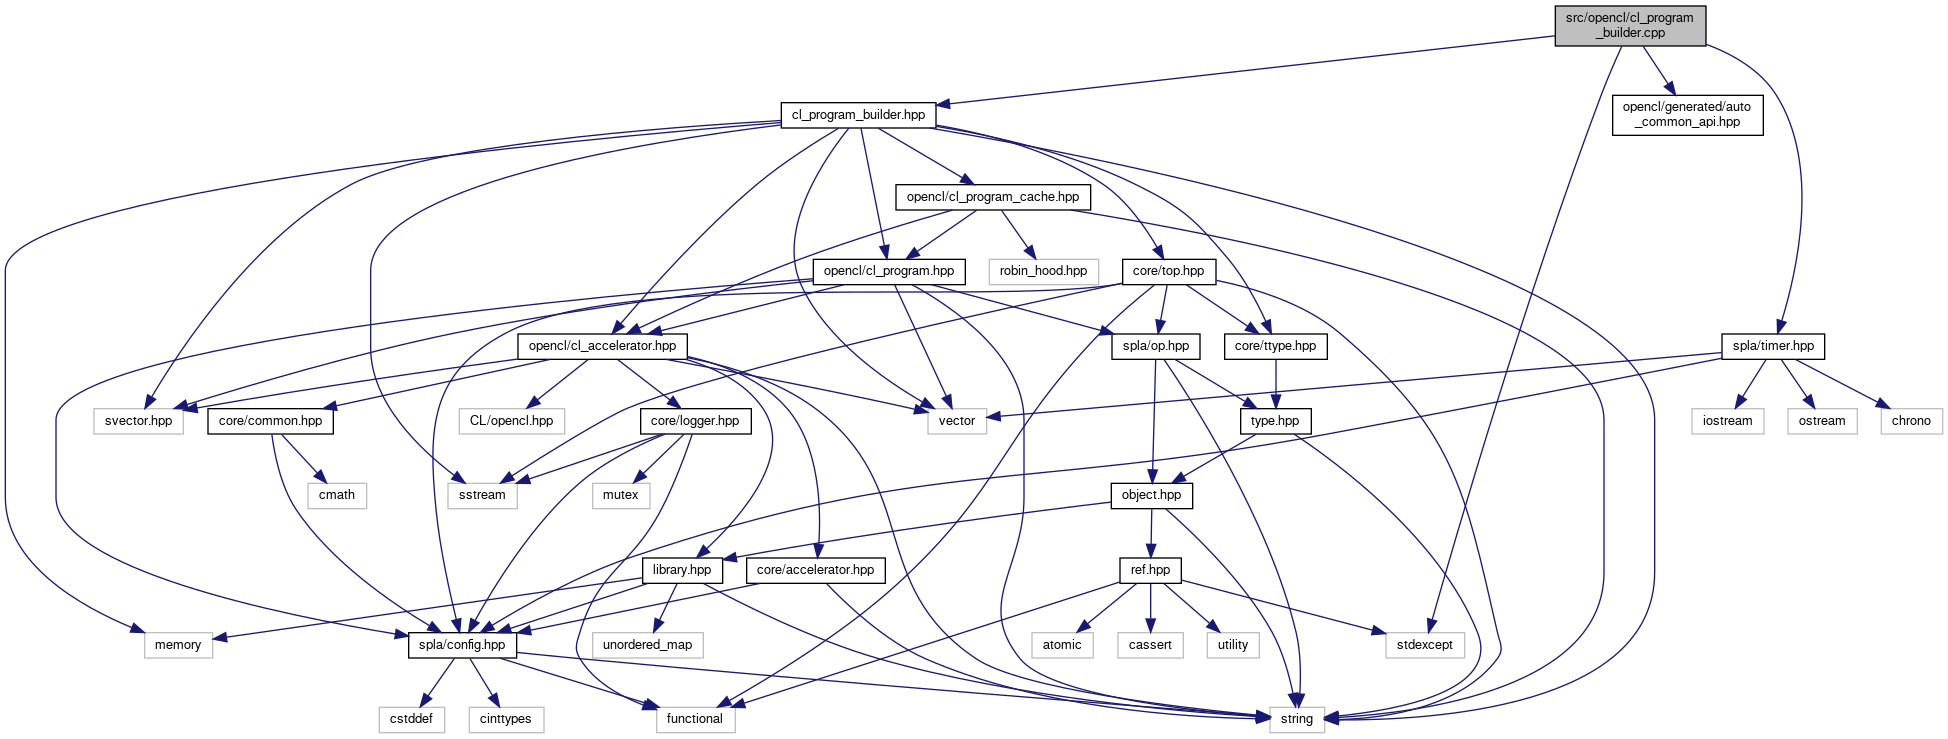 src/opencl/cl_program
_builder.cpp
cl_program_builder.hpp
opencl/generated/auto
_common_api.hpp
opencl/cl_program_cache.hpp
opencl/cl_program.hpp
robin_hood.hpp
core/top.hpp
opencl/cl_accelerator.hpp
spla/op.hpp
core/ttype.hpp
spla/timer.hpp
svector.hpp
core/common.hpp
CL/opencl.hpp
core/logger.hpp
vector
type.hpp
iostream
ostream
chrono
cmath
sstream
mutex
object.hpp
library.hpp
core/accelerator.hpp
ref.hpp
memory
spla/config.hpp
unordered_map
atomic
cassert
utility
stdexcept
cstddef
cinttypes
functional
string